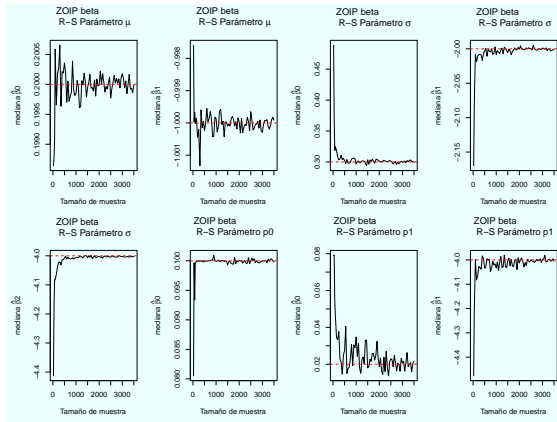 ZOIP beta
R−S Parámetro μ
mediana β̂0
0.1990 0.1995 0.2000 0.2005
0 1000 2000 3000
Tamaño de muestra
ZOIP beta
R−S Parámetro μ
mediana β̂1
−1.001 −1.000 −0.999 −0.998
0 1000 2000 3000
Tamaño de muestra
ZOIP beta
R−S Parámetro σ
mediana β̂0
0.30 0.35 0.40 0.45
0 1000 2000 3000
Tamaño de muestra
ZOIP beta
R−S Parámetro σ
mediana β̂1
−2.15 −2.10 −2.05 −2.00
0 1000 2000 3000
Tamaño de muestra
ZOIP beta
R−S Parámetro σ
mediana β̂2
−4.4 −4.3 −4.2 −4.1 −4.0
0 1000 2000 3000
Tamaño de muestra
ZOIP beta
R−S Parámetro p0
mediana β̂0
0.080 0.085 0.090 0.095 0.100
0 1000 2000 3000
Tamaño de muestra
ZOIP beta
R−S Parámetro p1
mediana β̂0
0.02 0.04 0.06 0.08
0 1000 2000 3000
Tamaño de muestra
ZOIP beta
R−S Parámetro p1
mediana β̂1
−4.4 −4.3 −4.2 −4.1 −4.0
0 1000 2000 3000
Tamaño de muestra